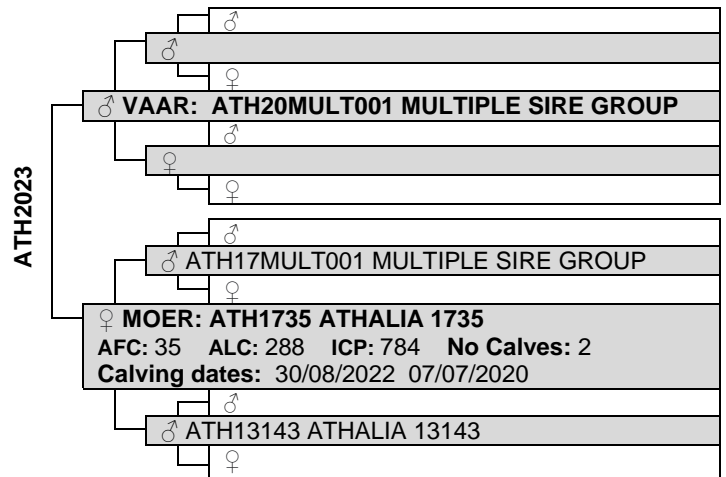 ATH2023
♂
♂
♀
♂ VAAR: ATH20MULT001 MULTIPLE SIRE GROUP
♂
♀
♀
♂
♂ ATH17MULT001 MULTIPLE SIRE GROUP
♀
♀ MOER: ATH1735 ATHALIA 1735
AFC: 35 ALC: 288 ICP: 784 No Calves: 2
Calving dates: 30/08/2022 07/07/2020
♂
♂ ATH13143 ATHALIA 13143
♀